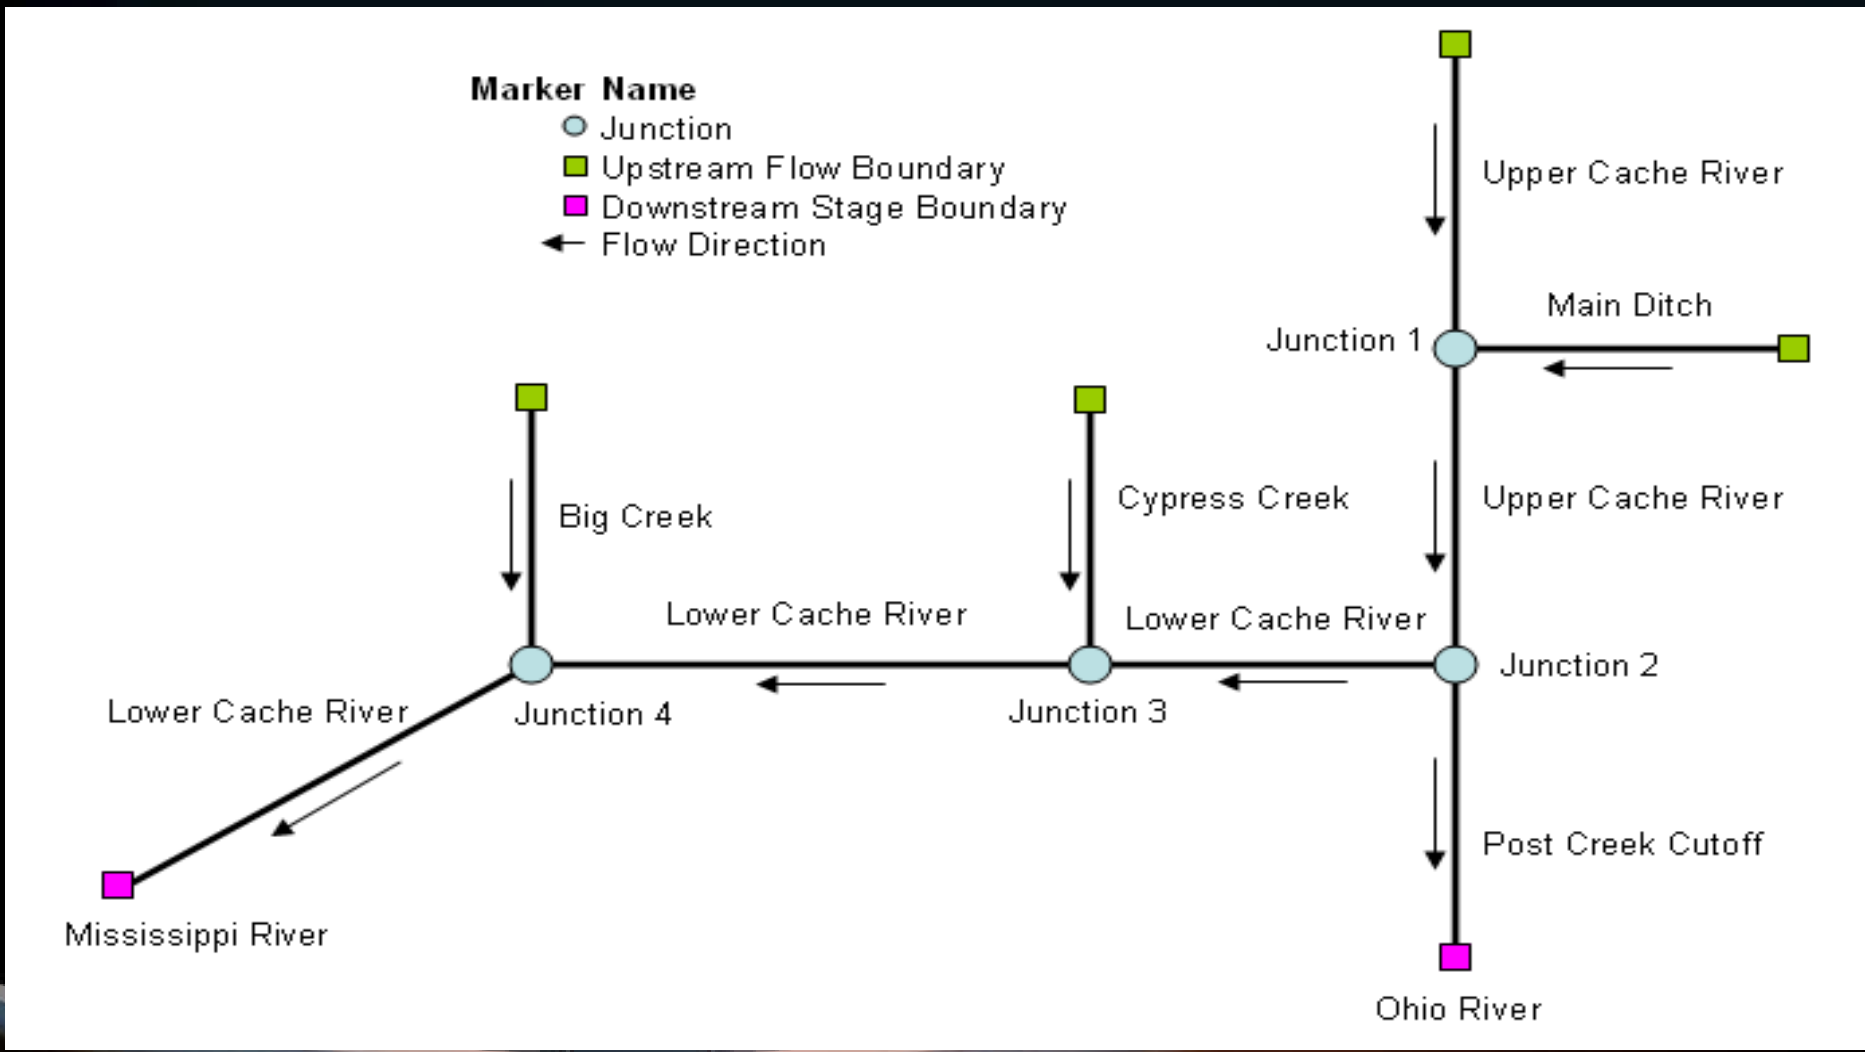 Marker Name
Junction
Upstream Flow Boundary
Downstream Stage Boundary
Flow Direction
Upper Cache River
Main Ditch
Junction 1
Big Creek
Cypress Creek
Upper Cache River
Lower Cache River
Lower Cache River
Junction 2
Lower Cache River
Junction 4
Junction 3
Post Creek Cutoff
Mississippi River
Ohio River